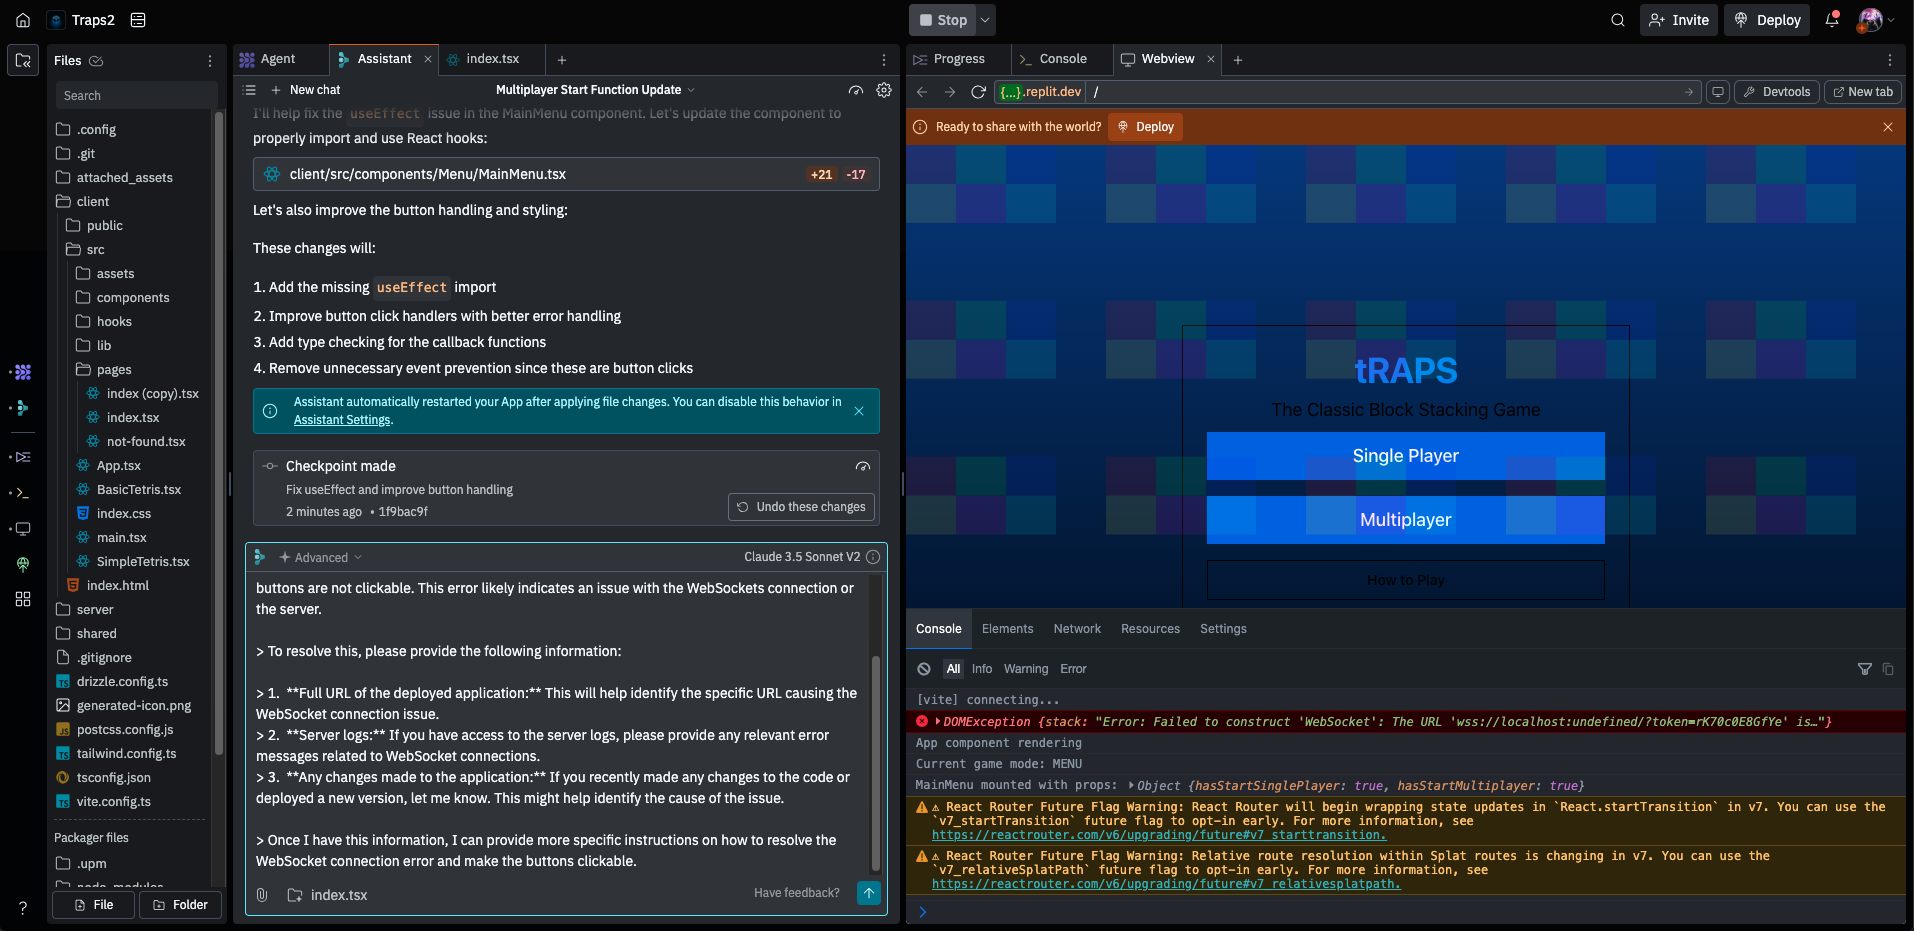 Traps2
Stop
Invite
Deploy
Files
Search
.config
.git
attached_assets
client
public
src
assets
components
hooks
lib
pages
index (copy).tsx
index.tsx
not-found.tsx
App.tsx
BasicTetris.tsx
index.css
main.tsx
SimpleTetris.tsx
index.html
server
shared
.gitignore
drizzle.config.ts
generated-icon.png
postcss.config.js
tailwind.config.ts
tsconfig.json
vite.config.ts
Packager files
.upm
node_modules
File
Folder
Agent
Assistant
index.tsx
New chat
Multiplayer Start Function Update
I'll help fix the useEffect issue in the MainMenu component. Let's update the component to
properly import and use React hooks:
client/src/components/Menu/MainMenu.tsx
+21 -17
Let's also improve the button handling and styling:
These changes will:
1. Add the missing useEffect import
2. Improve button click handlers with better error handling
3. Add type checking for the callback functions
4. Remove unnecessary event prevention since these are button clicks
Assistant automatically restarted your App after applying file changes. You can disable this behavior in
Assistant Settings.
Checkpoint made
Fix useEffect and improve button handling
2 minutes ago • 1f9bac9f
Undo these changes
Advanced
Claude 3.5 Sonnet V2
buttons are not clickable. This error likely indicates an issue with the WebSockets connection or
the server.
> To resolve this, please provide the following information:
> 1. **Full URL of the deployed application:** This will help identify the specific URL causing the
WebSocket connection issue.
> 2. **Server logs:** If you have access to the server logs, please provide any relevant error
messages related to WebSocket connections.
> 3. **Any changes made to the application:** If you recently made any changes to the code or
deployed a new version, let me know. This might help identify the cause of the issue.
> Once I have this information, I can provide more specific instructions on how to resolve the
WebSocket connection error and make the buttons clickable.
index.tsx
Have feedback?
Progress
Console
Webview
{...}.replit.dev /
Devtools
New tab
Ready to share with the world?
Deploy
tRAPS
The Classic Block Stacking Game
Single Player
Multiplayer
How to Play
Console
Elements
Network
Resources
Settings
All
Info
Warning
Error
[vite] connecting...
DOMException {stack: "Error: Failed to construct 'WebSocket': The URL 'wss://localhost:undefined/?token=rK70c0E8GfYe' is…"}
App component rendering
Current game mode: MENU
MainMenu mounted with props: Object {hasStartSinglePlayer: true, hasStartMultiplayer: true}
⚠ React Router Future Flag Warning: React Router will begin wrapping state updates in `React.startTransition` in v7. You can use the
`v7_startTransition` future flag to opt-in early. For more information, see
https://reactrouter.com/v6/upgrading/future#v7_starttransition.
⚠ React Router Future Flag Warning: Relative route resolution within Splat routes is changing in v7. You can use the
`v7_relativeSplatPath` future flag to opt-in early. For more information, see
https://reactrouter.com/v6/upgrading/future#v7_relativesplatpath.